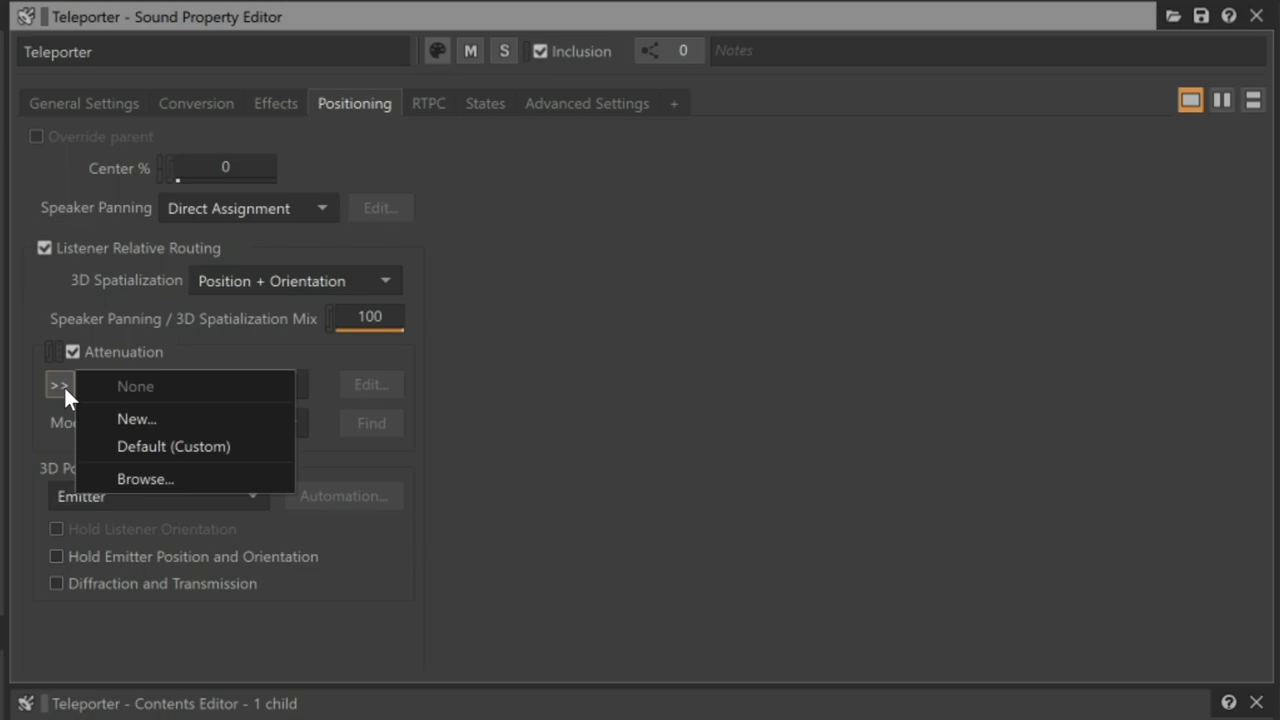 Teleporter - Sound Property Editor
Teleporter
M
S
Inclusion
0
Notes
General Settings
Conversion
Effects
Positioning
RTPC
States
Advanced Settings
+
Override parent
Center %
0
Speaker Panning
Direct Assignment
Edit...
Listener Relative Routing
3D Spatialization
Position + Orientation
Speaker Panning / 3D Spatialization Mix
100
Attenuation
>>
None
Edit...
New...
Find
Default (Custom)
Browse...
Emitter
Automation...
Hold Listener Orientation
Hold Emitter Position and Orientation
Diffraction and Transmission
Teleporter - Contents Editor - 1 child